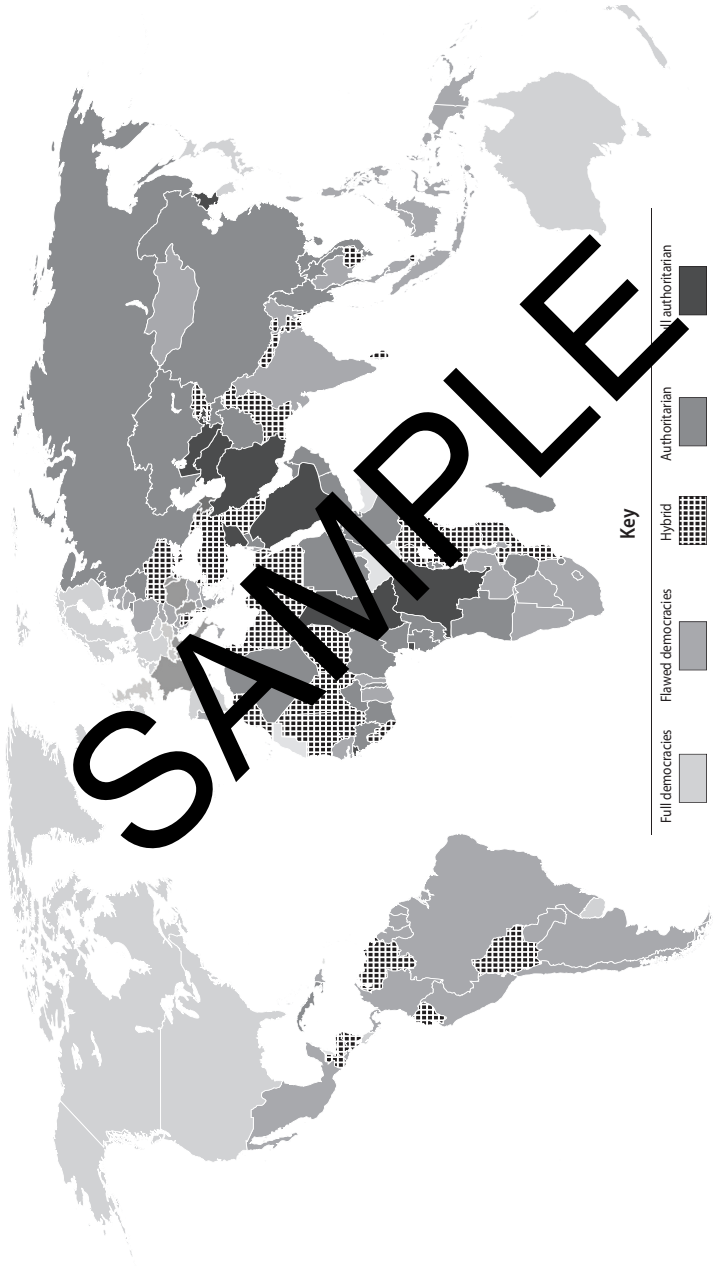 SAMPLE
Key
Full democracies
Flawed democracies
Hybrid
Authoritarian
authoritarian